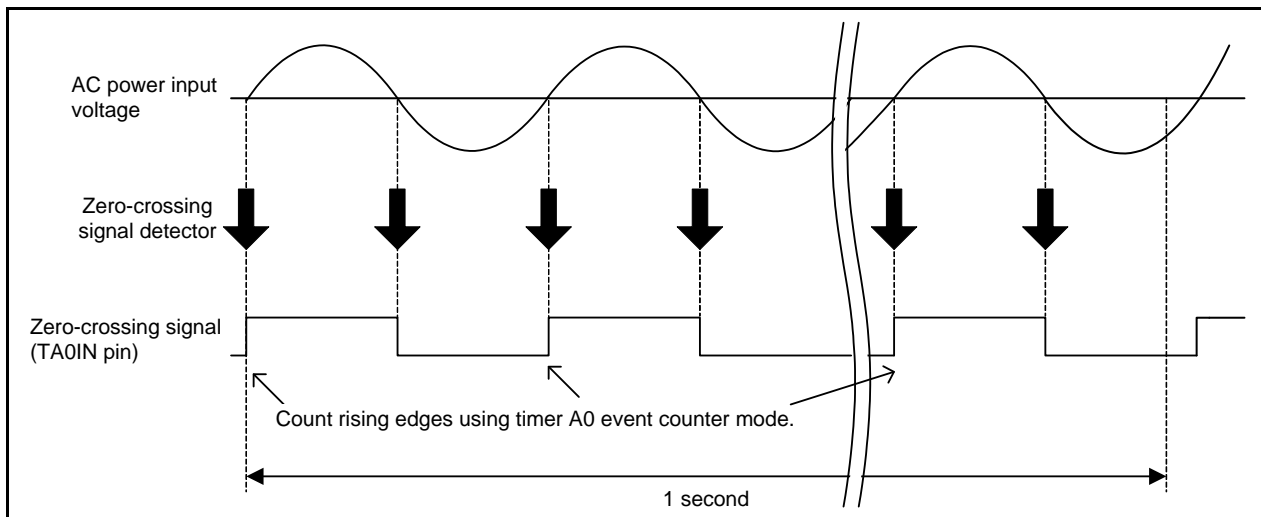 AC power input
voltage
Zero-crossing
signal detector
Zero-crossing signal
(TA0IN pin)
Count rising edges using timer A0 event counter mode.
1 second